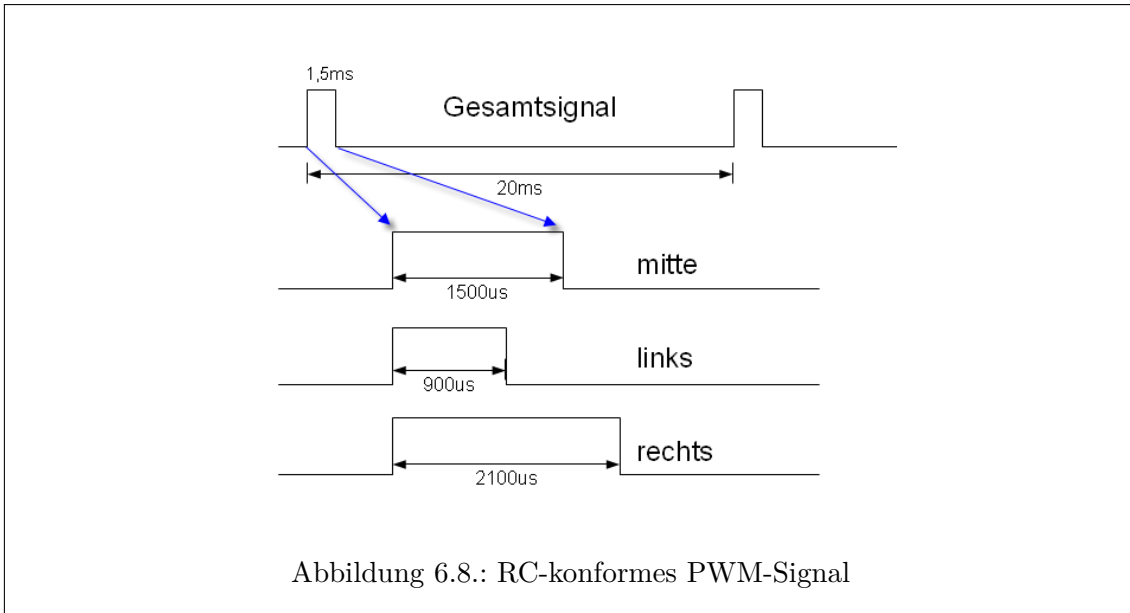 1,5ms
Gesamtsignal
20ms
mitte
1500us
links
900us
rechts
2100us
Abbildung 6.8.: RC-konformes PWM-Signal